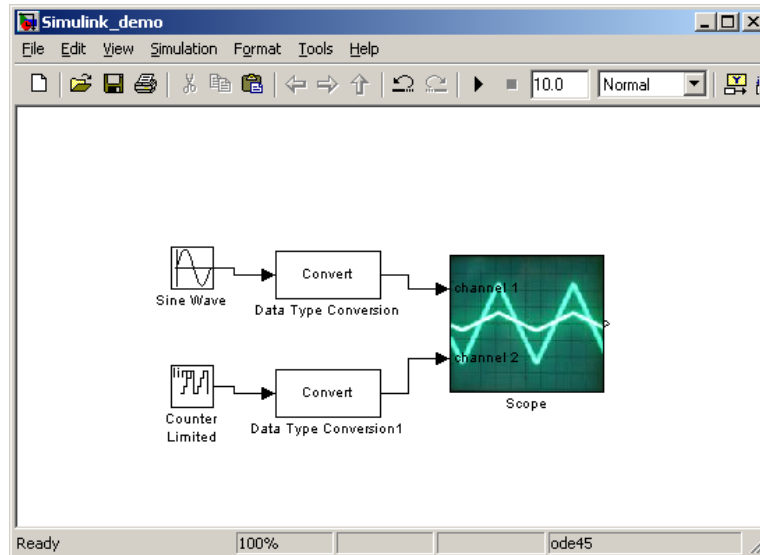 Simulink_demo
File Edit View Simulation Format Tools Help
10.0 Normal
Convert
channel 1
Sine Wave
Data Type Conversion
lim
Convert
channel 2
Counter
Limited
Data Type Conversion1
Scope
Ready 100% ode45